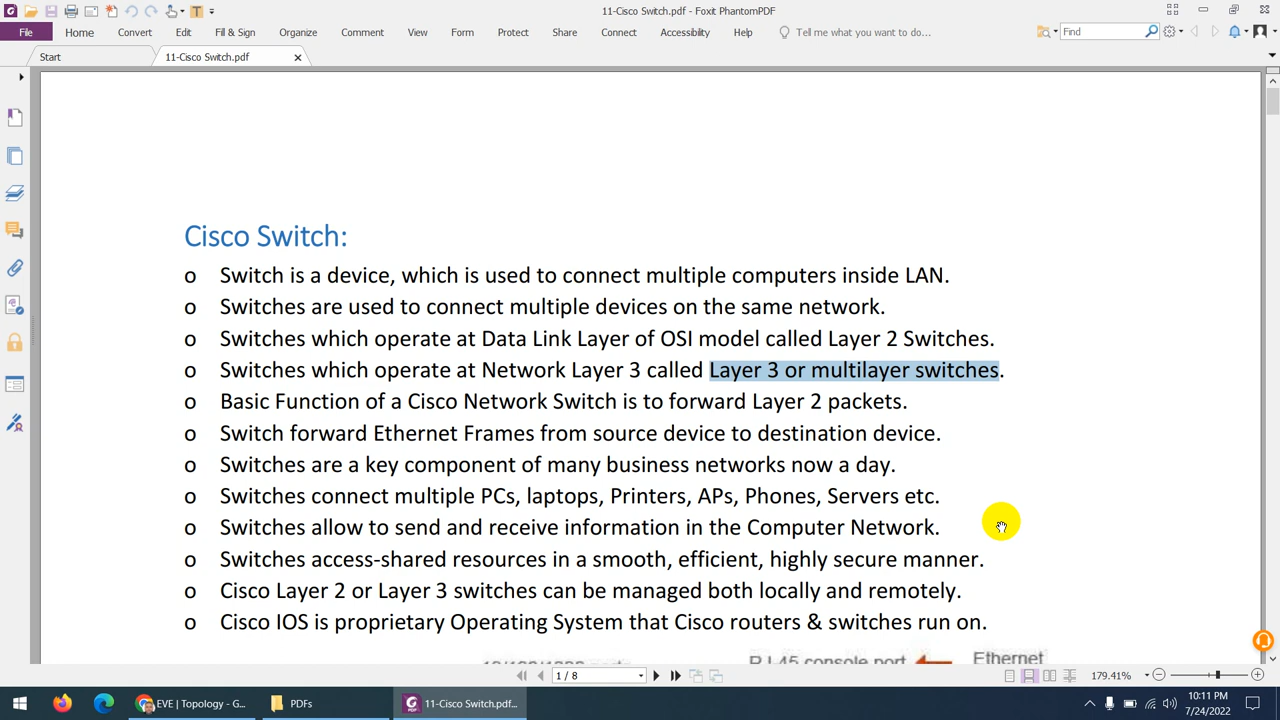 11-Cisco Switch.pdf - Foxit PhantomPDF
File Home Convert Edit Fill & Sign Organize Comment View Form Protect Share Connect Accessibility Help Tell me what you want to do... Find
Start 11-Cisco Switch.pdf
Cisco Switch:
o Switch is a device, which is used to connect multiple computers inside LAN.
o Switches are used to connect multiple devices on the same network.
o Switches which operate at Data Link Layer of OSI model called Layer 2 Switches.
o Switches which operate at Network Layer 3 called Layer 3 or multilayer switches.
o Basic Function of a Cisco Network Switch is to forward Layer 2 packets.
o Switch forward Ethernet Frames from source device to destination device.
o Switches are a key component of many business networks now a day.
o Switches connect multiple PCs, laptops, Printers, APs, Phones, Servers etc.
o Switches allow to send and receive information in the Computer Network.
o Switches access-shared resources in a smooth, efficient, highly secure manner.
o Cisco Layer 2 or Layer 3 switches can be managed both locally and remotely.
o Cisco IOS is proprietary Operating System that Cisco routers & switches run on.
RJ-45 console port Ethernet
1 / 8 179.41%
EVE | Topology - G... PDFs 11-Cisco Switch.pdf... 10:11 PM
7/24/2022